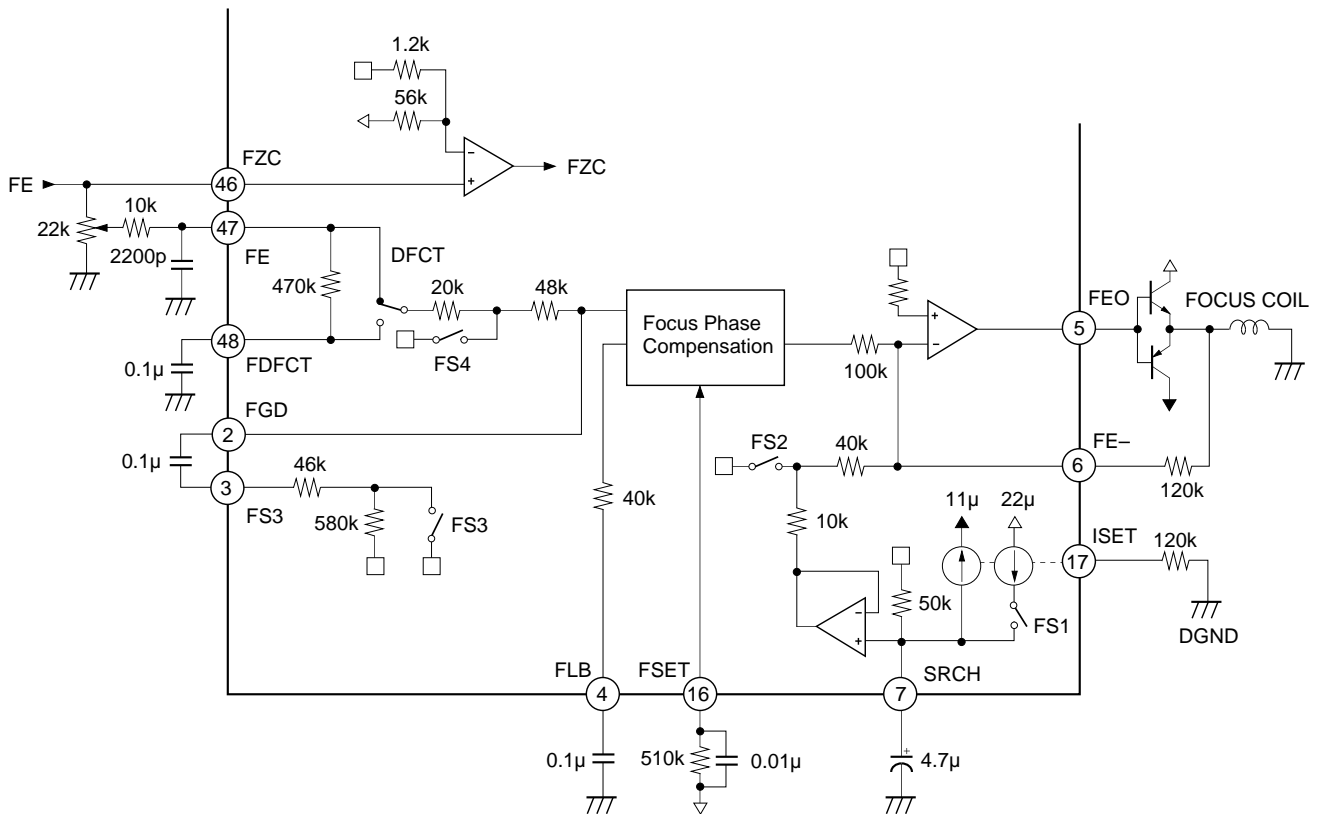 1.2k
56k
FZC
FZC
FE
46
10k
47
22k
FE
2200p
DFCT
470k
20k
48k
FS4
48
FDFCT
0.1µ
Focus Phase
Compensation
100k
FEO
FOCUS COIL
5
FGD
2
0.1µ
46k
3
FS3
580k
FS3
40k
FS2
40k
10k
FE–
6
120k
11µ
22µ
ISET
120k
17
50k
FS1
DGND
FLB
FSET
SRCH
4
16
7
0.1µ
510k
0.01µ
+
4.7µ